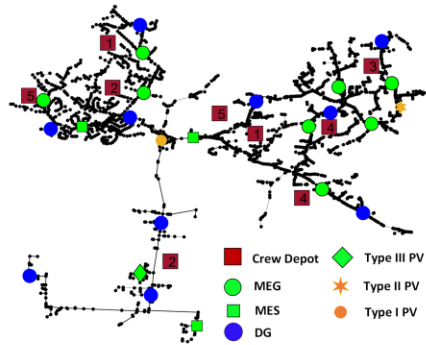 1
3
2
5
5
1
4
4
2
Crew Depot
Type III PV
MEG
Type II PV
MES
Type I PV
DG